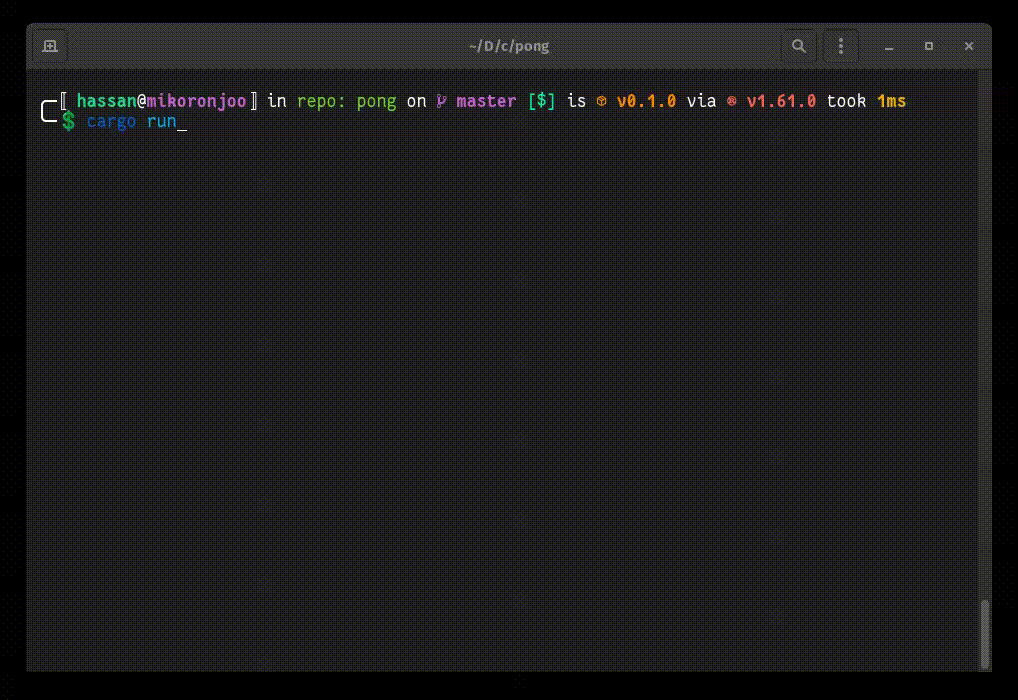 ~/D/c/pong
[ hassan@mikoronjoo ] in repo: pong on master [$] is v0.1.0 via v1.61.0 took 1ms
$ cargo run_